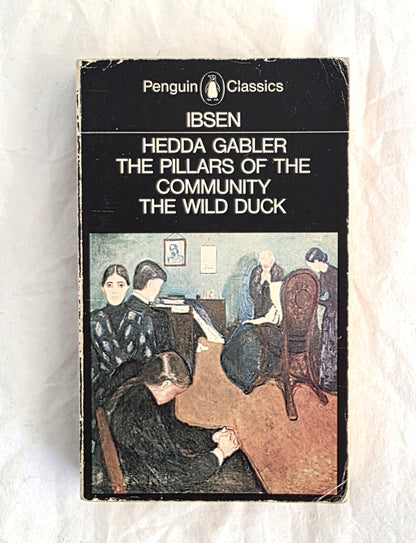 Penguin Classics
IBSEN
HEDDA GABLER
THE PILLARS OF THE
COMMUNITY
THE WILD DUCK